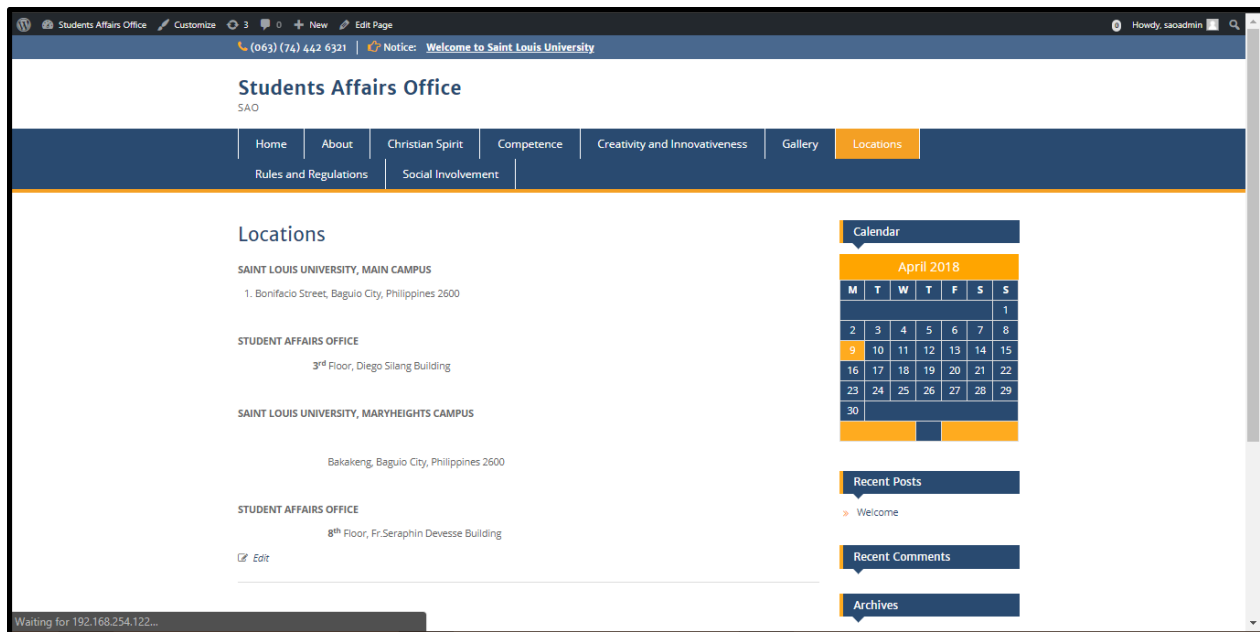 Students Affairs Office Customize 3 0 New Edit Page 0 Howdy, saoadmin
(063) (74) 442 6321 Notice: Welcome to Saint Louis University
Students Affairs Office
SAO
Home About Christian Spirit Competence Creativity and Innovativeness Gallery Locations
Rules and Regulations Social Involvement
Locations
SAINT LOUIS UNIVERSITY, MAIN CAMPUS
1. Bonifacio Street, Baguio City, Philippines 2600
STUDENT AFFAIRS OFFICE
3rd Floor, Diego Silang Building
SAINT LOUIS UNIVERSITY, MARYHEIGHTS CAMPUS
Bakakeng, Baguio City, Philippines 2600
STUDENT AFFAIRS OFFICE
8th Floor, Fr.Seraphin Devesse Building
Edit
Calendar
April 2018
M T W T F S S
1
2 3 4 5 6 7 8
9 10 11 12 13 14 15
16 17 18 19 20 21 22
23 24 25 26 27 28 29
30
Recent Posts
» Welcome
Recent Comments
Archives
Waiting for 192.168.254.122...